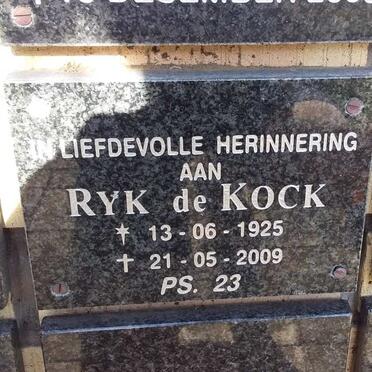 IN LIEFDEVOLLE HERINNERING
AAN
RYK de KOCK
* 13 - 06 - 1925
† 21 - 05 - 2009
PS. 23